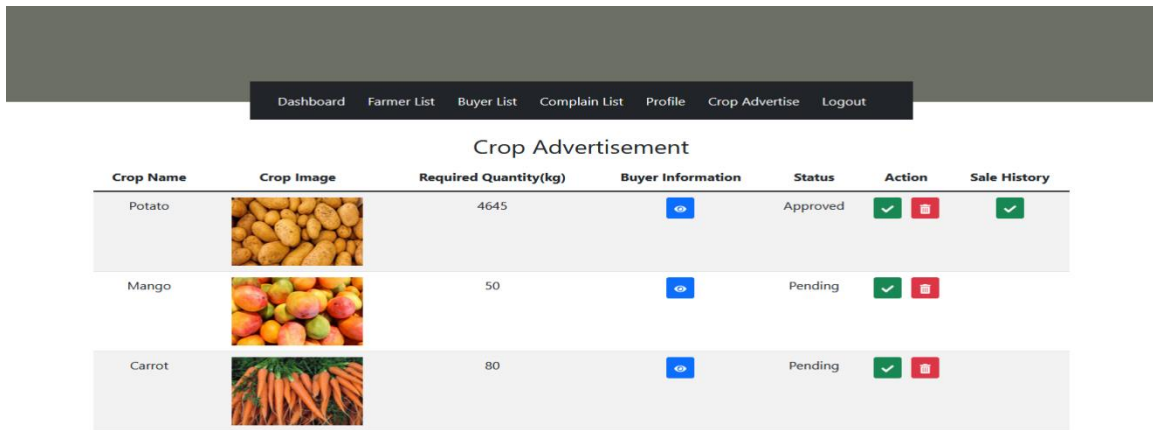 Dashboard Farmer List Buyer List Complain List Profile Crop Advertise Logout
Crop Advertisement
Crop Name Crop Image Required Quantity(kg) Buyer Information Status Action Sale History
Potato 4645 Approved
Mango 50 Pending
Carrot 80 Pending